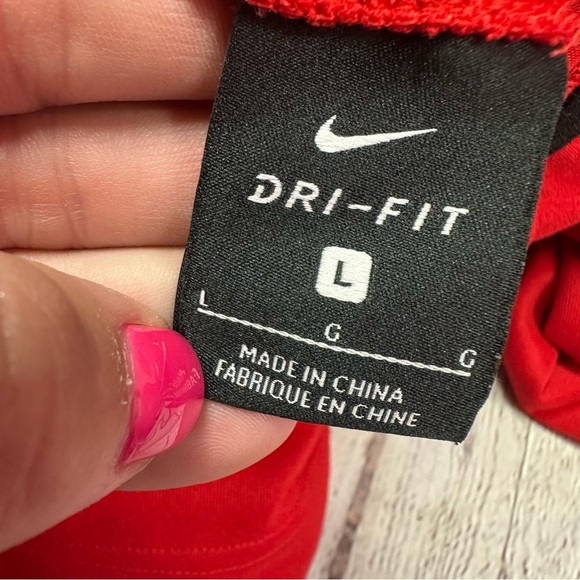 DRI-FIT
L
L G G
MADE IN CHINA
FABRIQUE EN CHINE